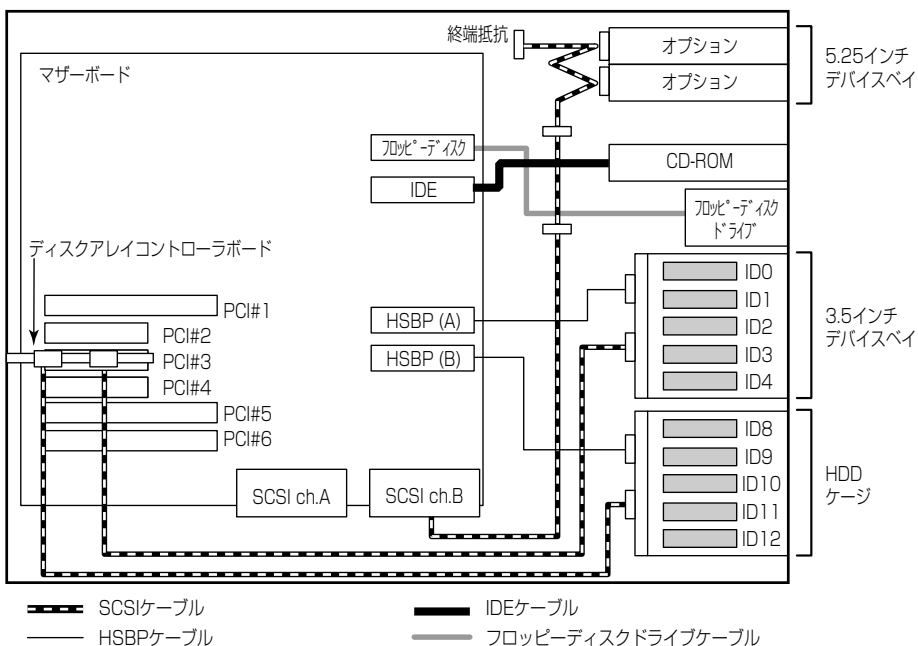 終端抵抗
オプション
オプション
5.25インチ
デバイスベイ
マザーボード
フロッピーディスク
IDE
CD-ROM
フロッピーディスク
ドライブ
ディスクアレイコントローラボード
PCI#1
PCI#2
PCI#3
PCI#4
PCI#5
PCI#6
HSBP (A)
HSBP (B)
ID0
ID1
ID2
ID3
ID4
3.5インチ
デバイスベイ
ID8
ID9
ID10
ID11
ID12
HDD
ケージ
SCSI ch.A
SCSI ch.B
SCSIケーブル
IDEケーブル
HSBPケーブル
フロッピーディスクドライブケーブル